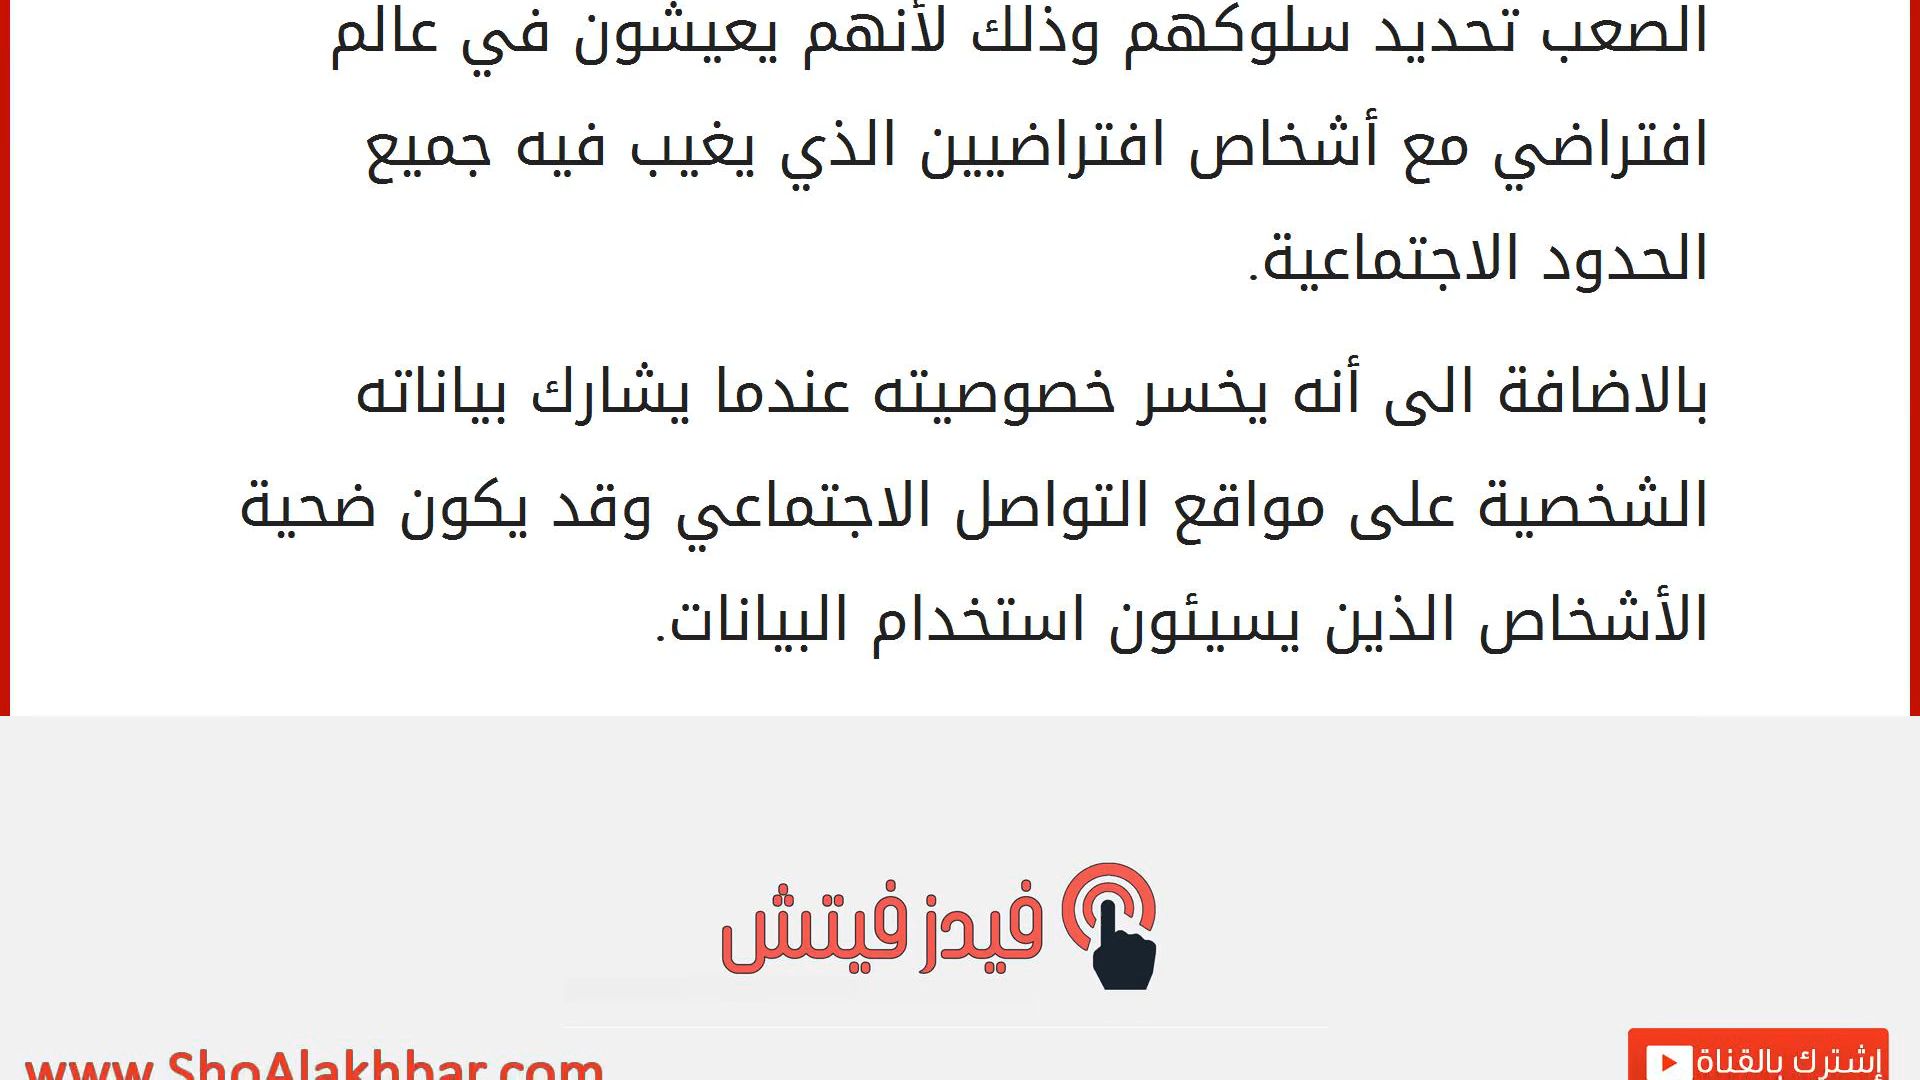 الصعب تحديد سلوكهم وذلك لأنهم يعيشون في عالم
افتراضي مع أشخاص افتراضيين الذي يغيب فيه جميع
الحدود الاجتماعية.
بالاضافة الى أنه يخسر خصوصيته عندما يشارك بياناته
الشخصية على مواقع التواصل الاجتماعي وقد يكون ضحية
الأشخاص الذين يسيئون استخدام البيانات.
فيدز فيتش
www.ShoAlakhbar.com
إشترك بالقناة